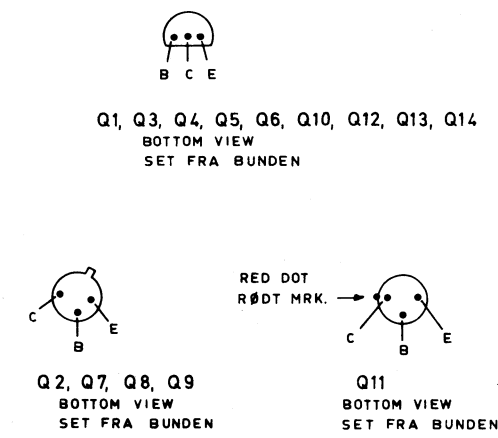 B C E
Q1, Q3, Q4, Q5, Q6, Q10, Q12, Q13, Q14
BOTTOM VIEW
SET FRA BUNDEN
C
B
E
Q2, Q7, Q8, Q9
BOTTOM VIEW
SET FRA BUNDEN
RED DOT
RØDT MRK.
C
B
E
Q11
BOTTOM VIEW
SET FRA BUNDEN